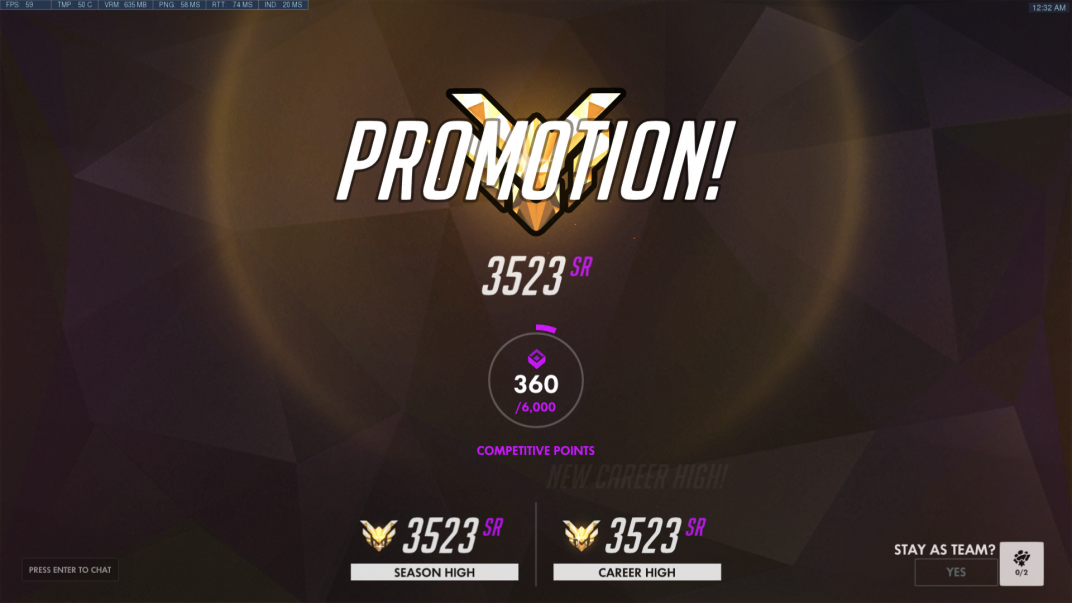 FPS 59 TMP 50 C VRM 635 MB PNG 56 MS RTT 74 MS IND 20 MS
12:32 AM
PROMOTION!
3523 SR
360
/6,000
COMPETITIVE POINTS
NEW CAREER HIGH!
3523 SR
3523 SR
SEASON HIGH
CAREER HIGH
STAY AS TEAM?
YES
0/2
PRESS ENTER TO CHAT